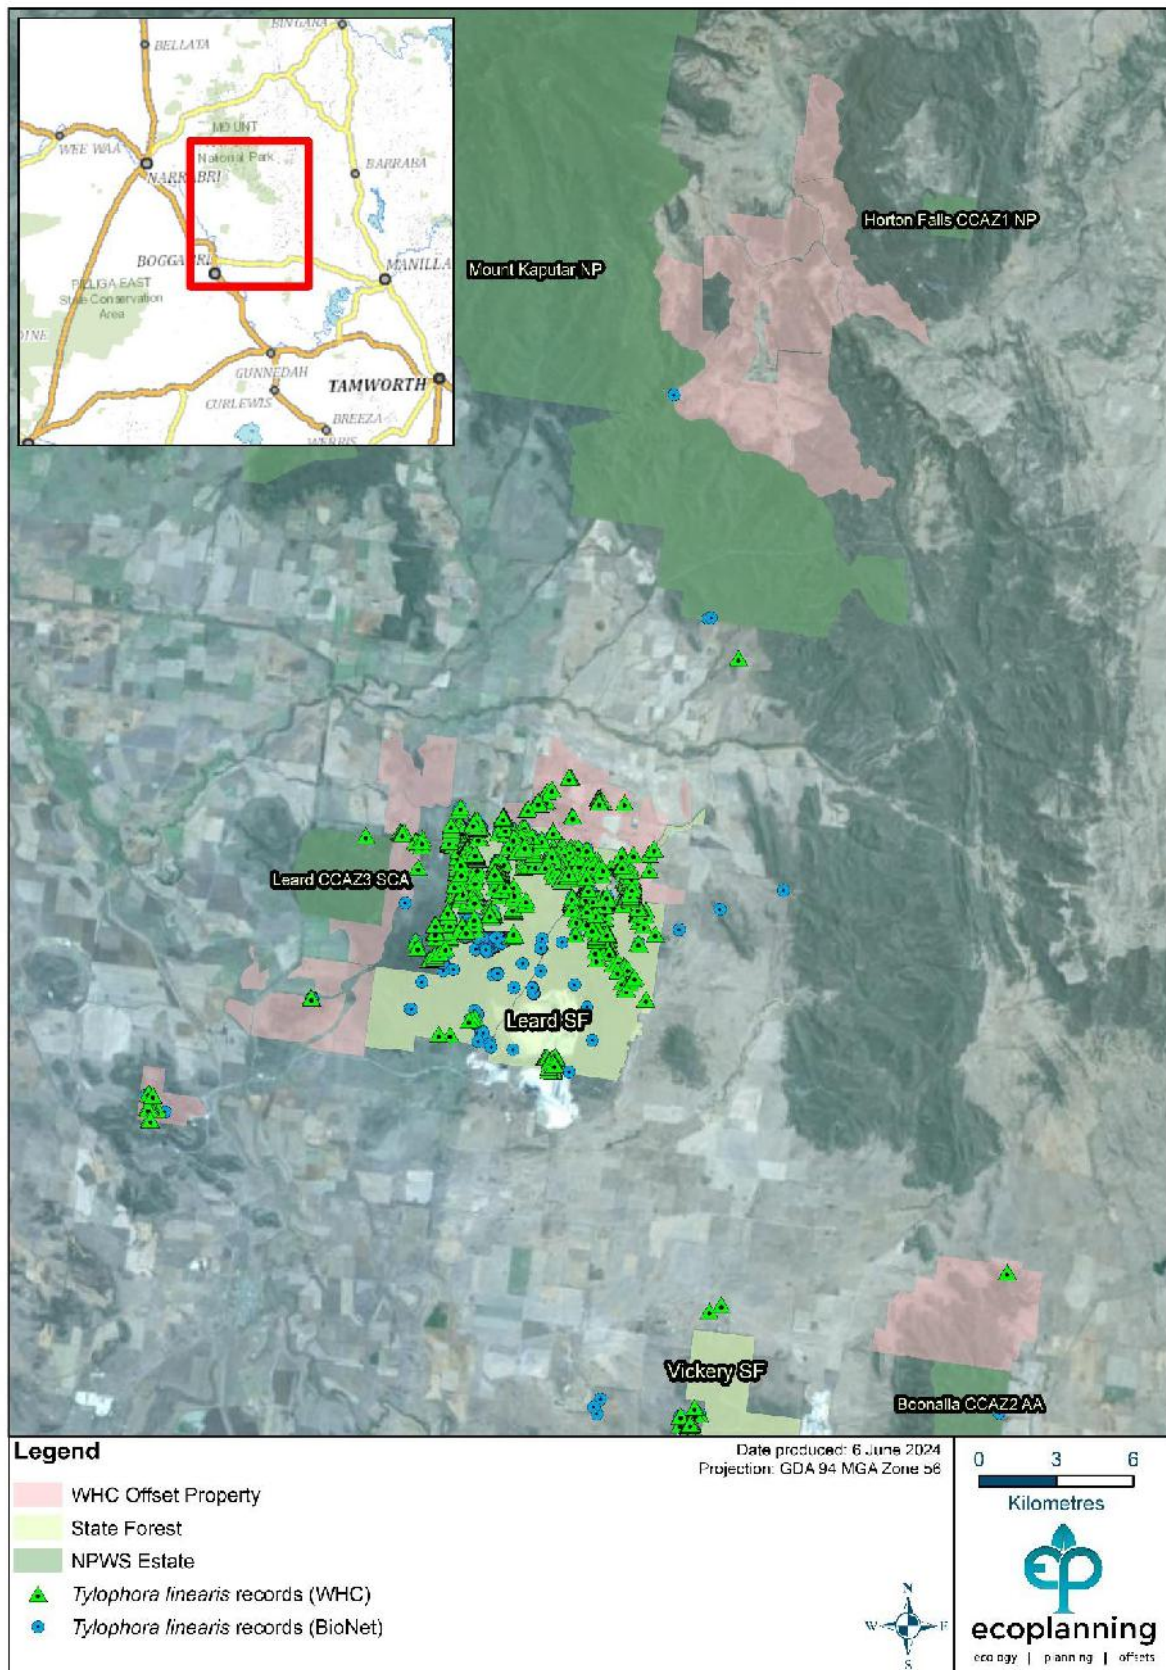 BINGARA
BELLATA
MOUNT
WEE WAA
National Park
NARRABRI
BARRABA
BOGGABRI
MANILLA
PILLIGA EAST
State Conservation
Area
DINE
GUNNEDAH
TAMWORTH
CURLEWIS
BREEZA
WERRIS
Horton Falls CCAZ1 NP
Mount Kaputar NP
Leard CCAZ3 SCA
Leard SF
Vickery SF
Boonalla CCAZ2 AA
Legend
WHC Offset Property
State Forest
NPWS Estate
Tylophora linearis records (WHC)
Tylophora linearis records (BioNet)
Date produced: 6 June 2024
Projection: GDA 94 MGA Zone 56
N
W E
S
0 3 6
Kilometres
ep
ecoplanning
ecology | planning | offsets